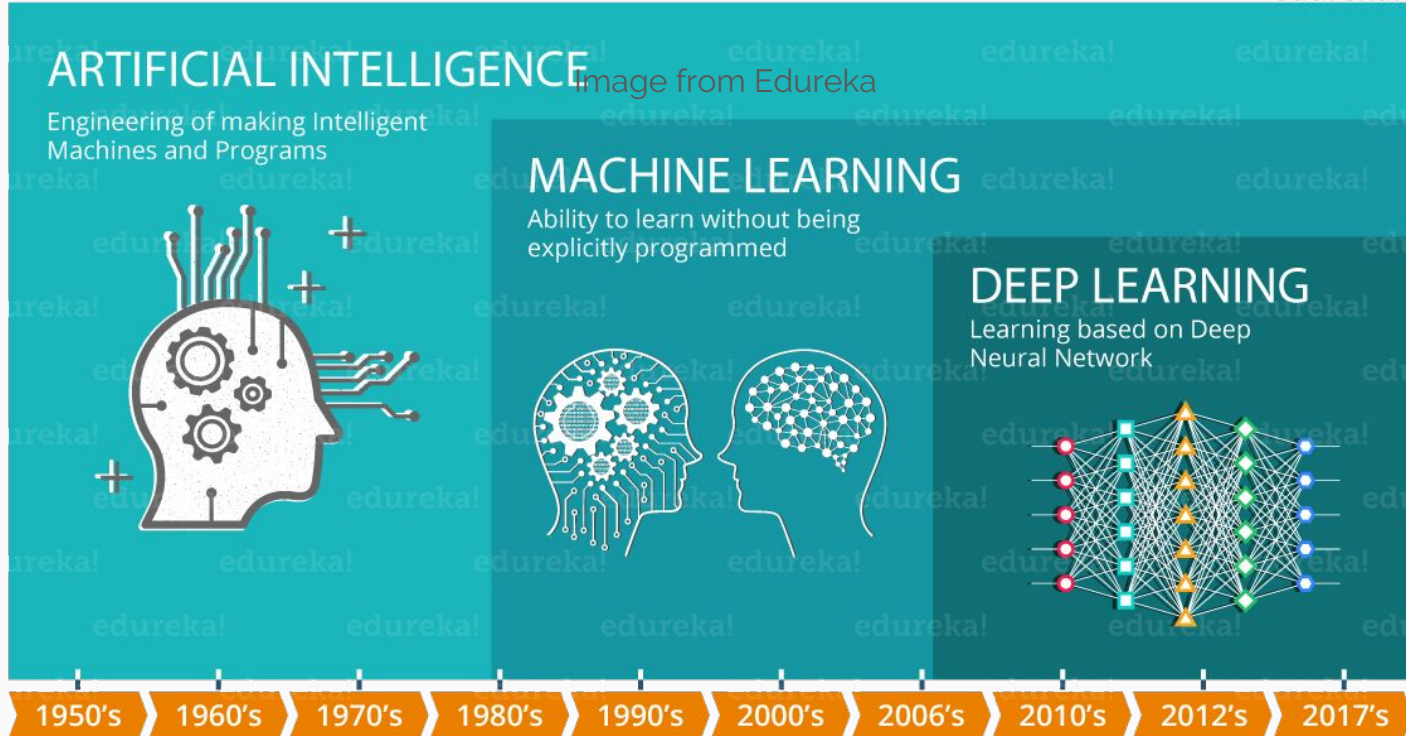 ARTIFICIAL INTELLIGENCE
Image from Edureka
Engineering of making Intelligent
Machines and Programs
MACHINE LEARNING
Ability to learn without being
explicitly programmed
DEEP LEARNING
Learning based on Deep
Neural Network
edureka!
1950's 1960's 1970's 1980's 1990's 2000's 2006's 2010's 2012's 2017's